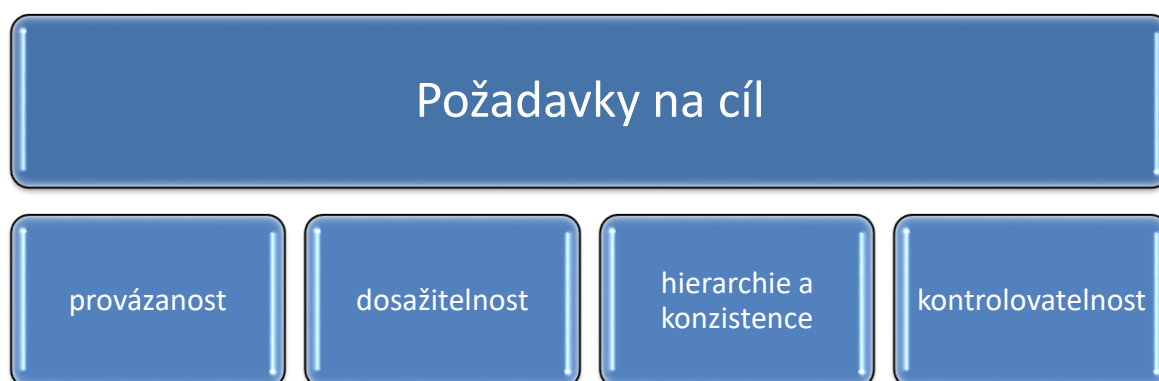 Požadavky na cíl
provázanost
dosažitelnost
hierarchie a
konzistence
kontrolovatelnost